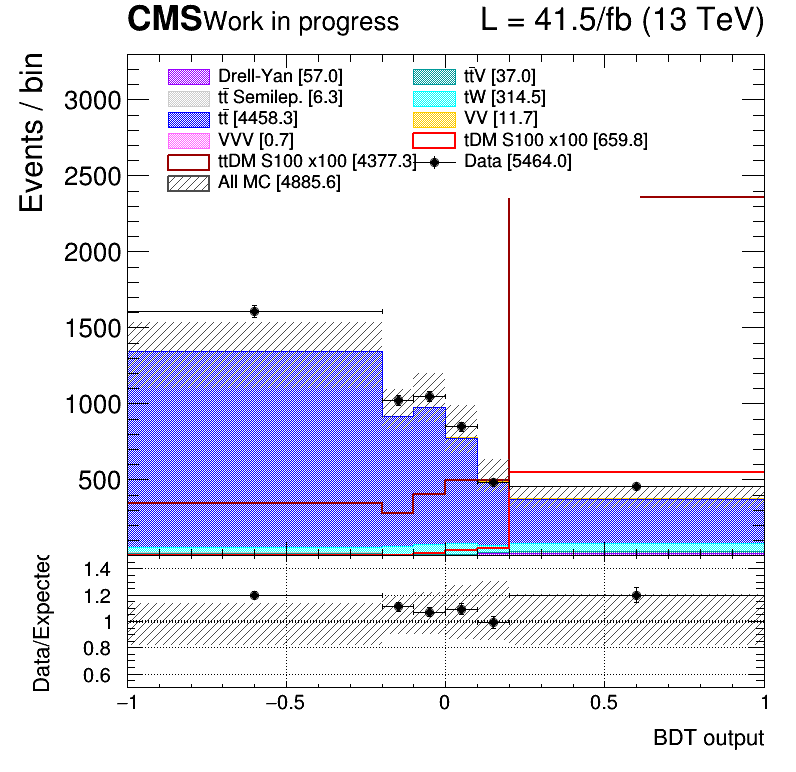 CMS Work in progress L = 41.5/fb (13 TeV)
Events / bin
3000
2500
2000
1500
1000
500
Drell-Yan [57.0] tt̄V [37.0]
tt̄ Semilep. [6.3] tW [314.5]
tt̄ [4458.3] VV [11.7]
VVV [0.7] tDM S100 x100 [659.8]
ttDM S100 x100 [4377.3] Data [5464.0]
All MC [4885.6]
Data/Expected
1.4
1.2
1
0.8
0.6
−1 −0.5 0 0.5 1
BDT output